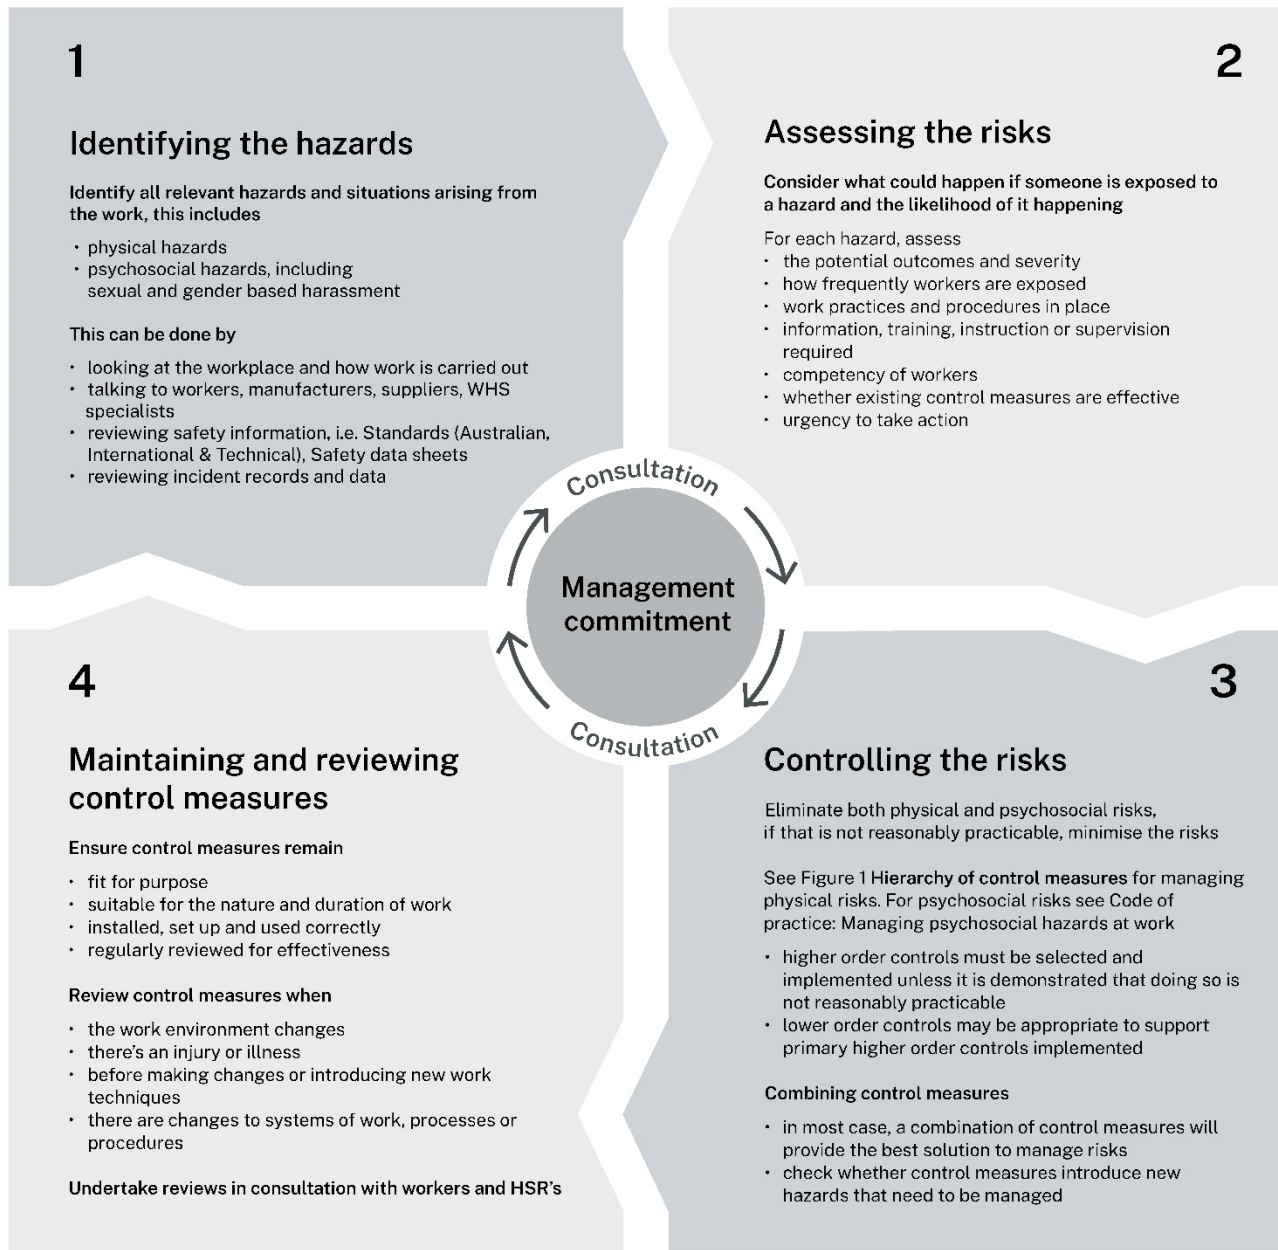 1
Identifying the hazards
Identify all relevant hazards and situations arising from
the work, this includes
• physical hazards
• psychosocial hazards, including
sexual and gender based harassment
This can be done by
• looking at the workplace and how work is carried out
• talking to workers, manufacturers, suppliers, WHS
specialists
• reviewing safety information, i.e. Standards (Australian,
International & Technical), Safety data sheets
• reviewing incident records and data
2
Assessing the risks
Consider what could happen if someone is exposed to
a hazard and the likelihood of it happening
For each hazard, assess
• the potential outcomes and severity
• how frequently workers are exposed
• work practices and procedures in place
• information, training, instruction or supervision
required
• competency of workers
• whether existing control measures are effective
• urgency to take action
Consultation
Management
commitment
Consultation
3
Controlling the risks
Eliminate both physical and psychosocial risks,
if that is not reasonably practicable, minimise the risks
See Figure 1 Hierarchy of control measures for managing
physical risks. For psychosocial risks see Code of
practice: Managing psychosocial hazards at work
• higher order controls must be selected and
implemented unless it is demonstrated that doing so is
not reasonably practicable
• lower order controls may be appropriate to support
primary higher order controls implemented
Combining control measures
• in most case, a combination of control measures will
provide the best solution to manage risks
• check whether control measures introduce new
hazards that need to be managed
4
Maintaining and reviewing
control measures
Ensure control measures remain
• fit for purpose
• suitable for the nature and duration of work
• installed, set up and used correctly
• regularly reviewed for effectiveness
Review control measures when
• the work environment changes
• there's an injury or illness
• before making changes or introducing new work
techniques
• there are changes to systems of work, processes or
procedures
Undertake reviews in consultation with workers and HSR's